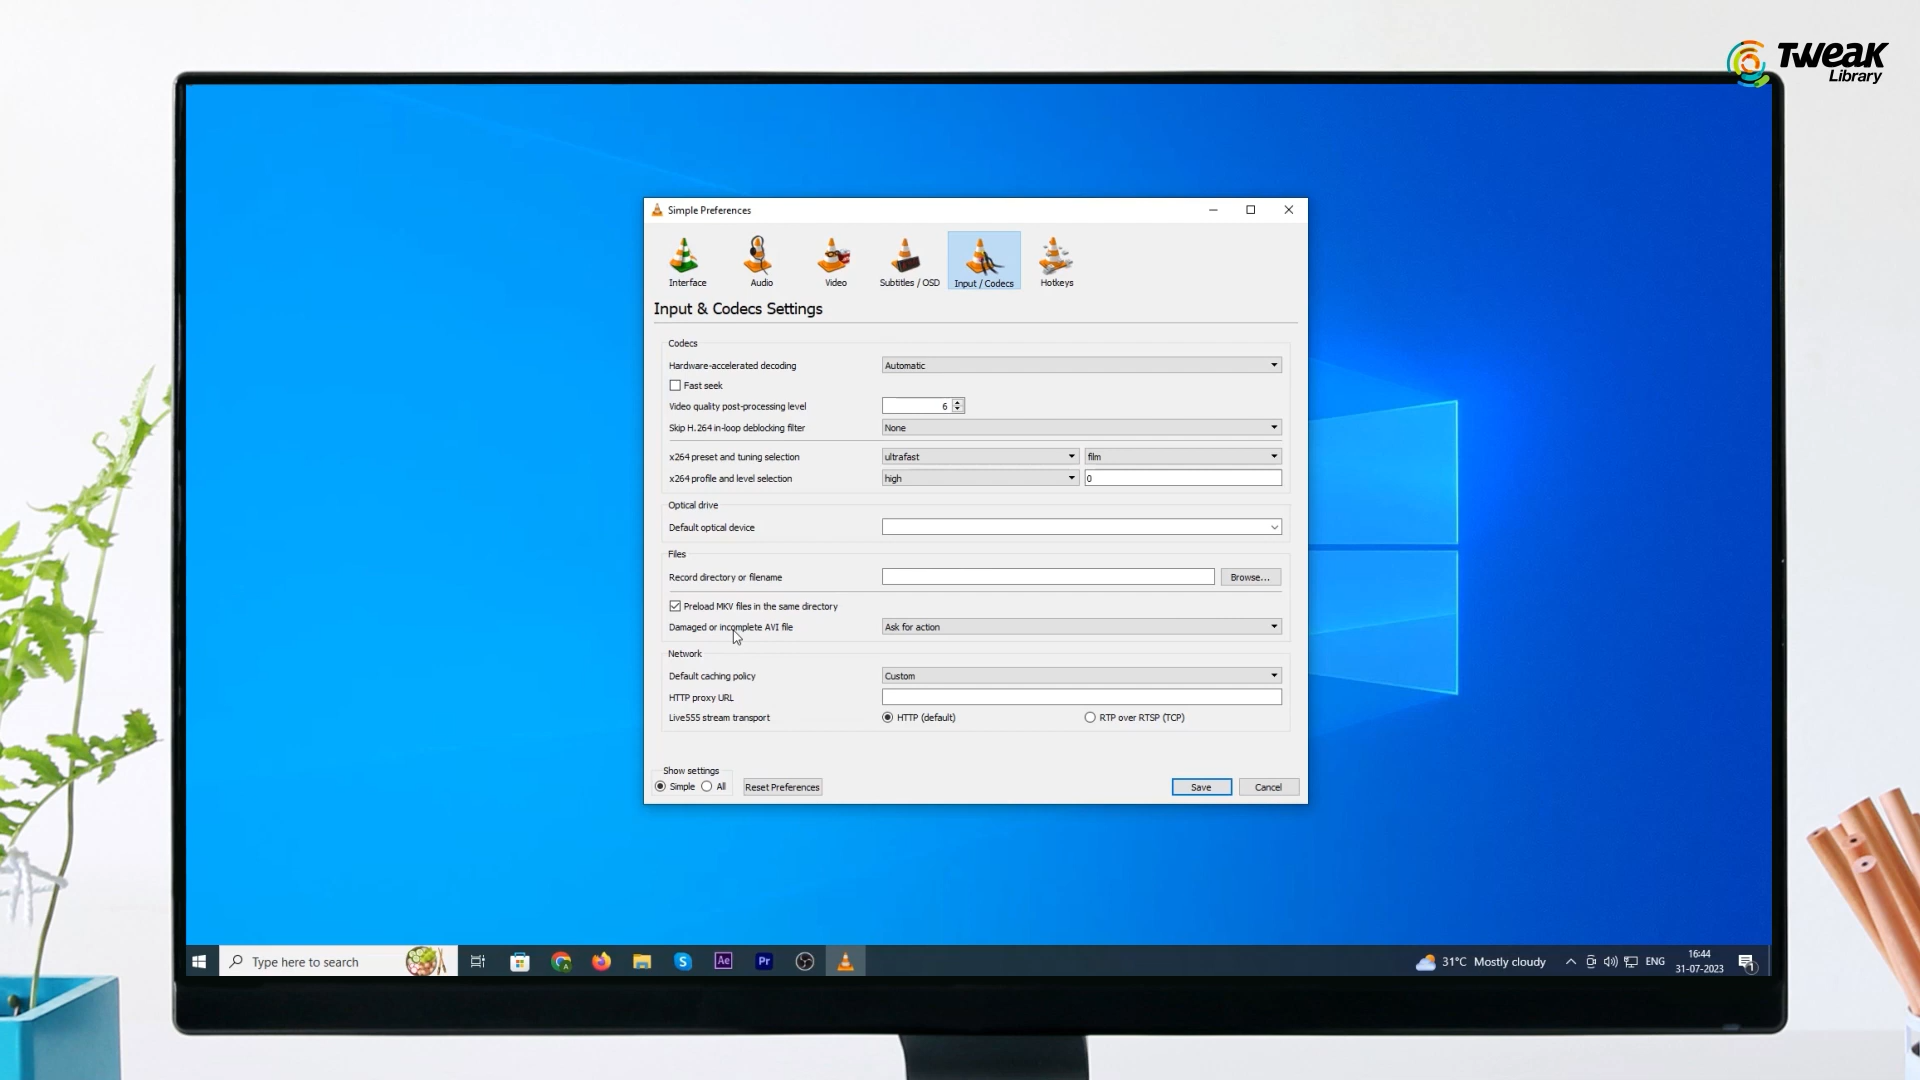 TWEAK
Library
Simple Preferences
Interface
Audio
Video
Subtitles / OSD
Input / Codecs
Hotkeys
Input & Codecs Settings
Codecs
Hardware-accelerated decoding
Automatic
Fast seek
Video quality post-processing level
6
Skip H.264 in-loop deblocking filter
None
x264 preset and tuning selection
ultrafast
film
x264 profile and level selection
high
0
Optical drive
Default optical device
Files
Record directory or filename
Browse...
Preload MKV files in the same directory
Damaged or incomplete AVI file
Ask for action
Network
Default caching policy
Custom
HTTP proxy URL
Live555 stream transport
HTTP (default)
RTP over RTSP (TCP)
Show settings
Simple
All
Reset Preferences
Save
Cancel
Type here to search
S
Ae
Pr
31°C Mostly cloudy
ENG
16:44
31-07-2023
1